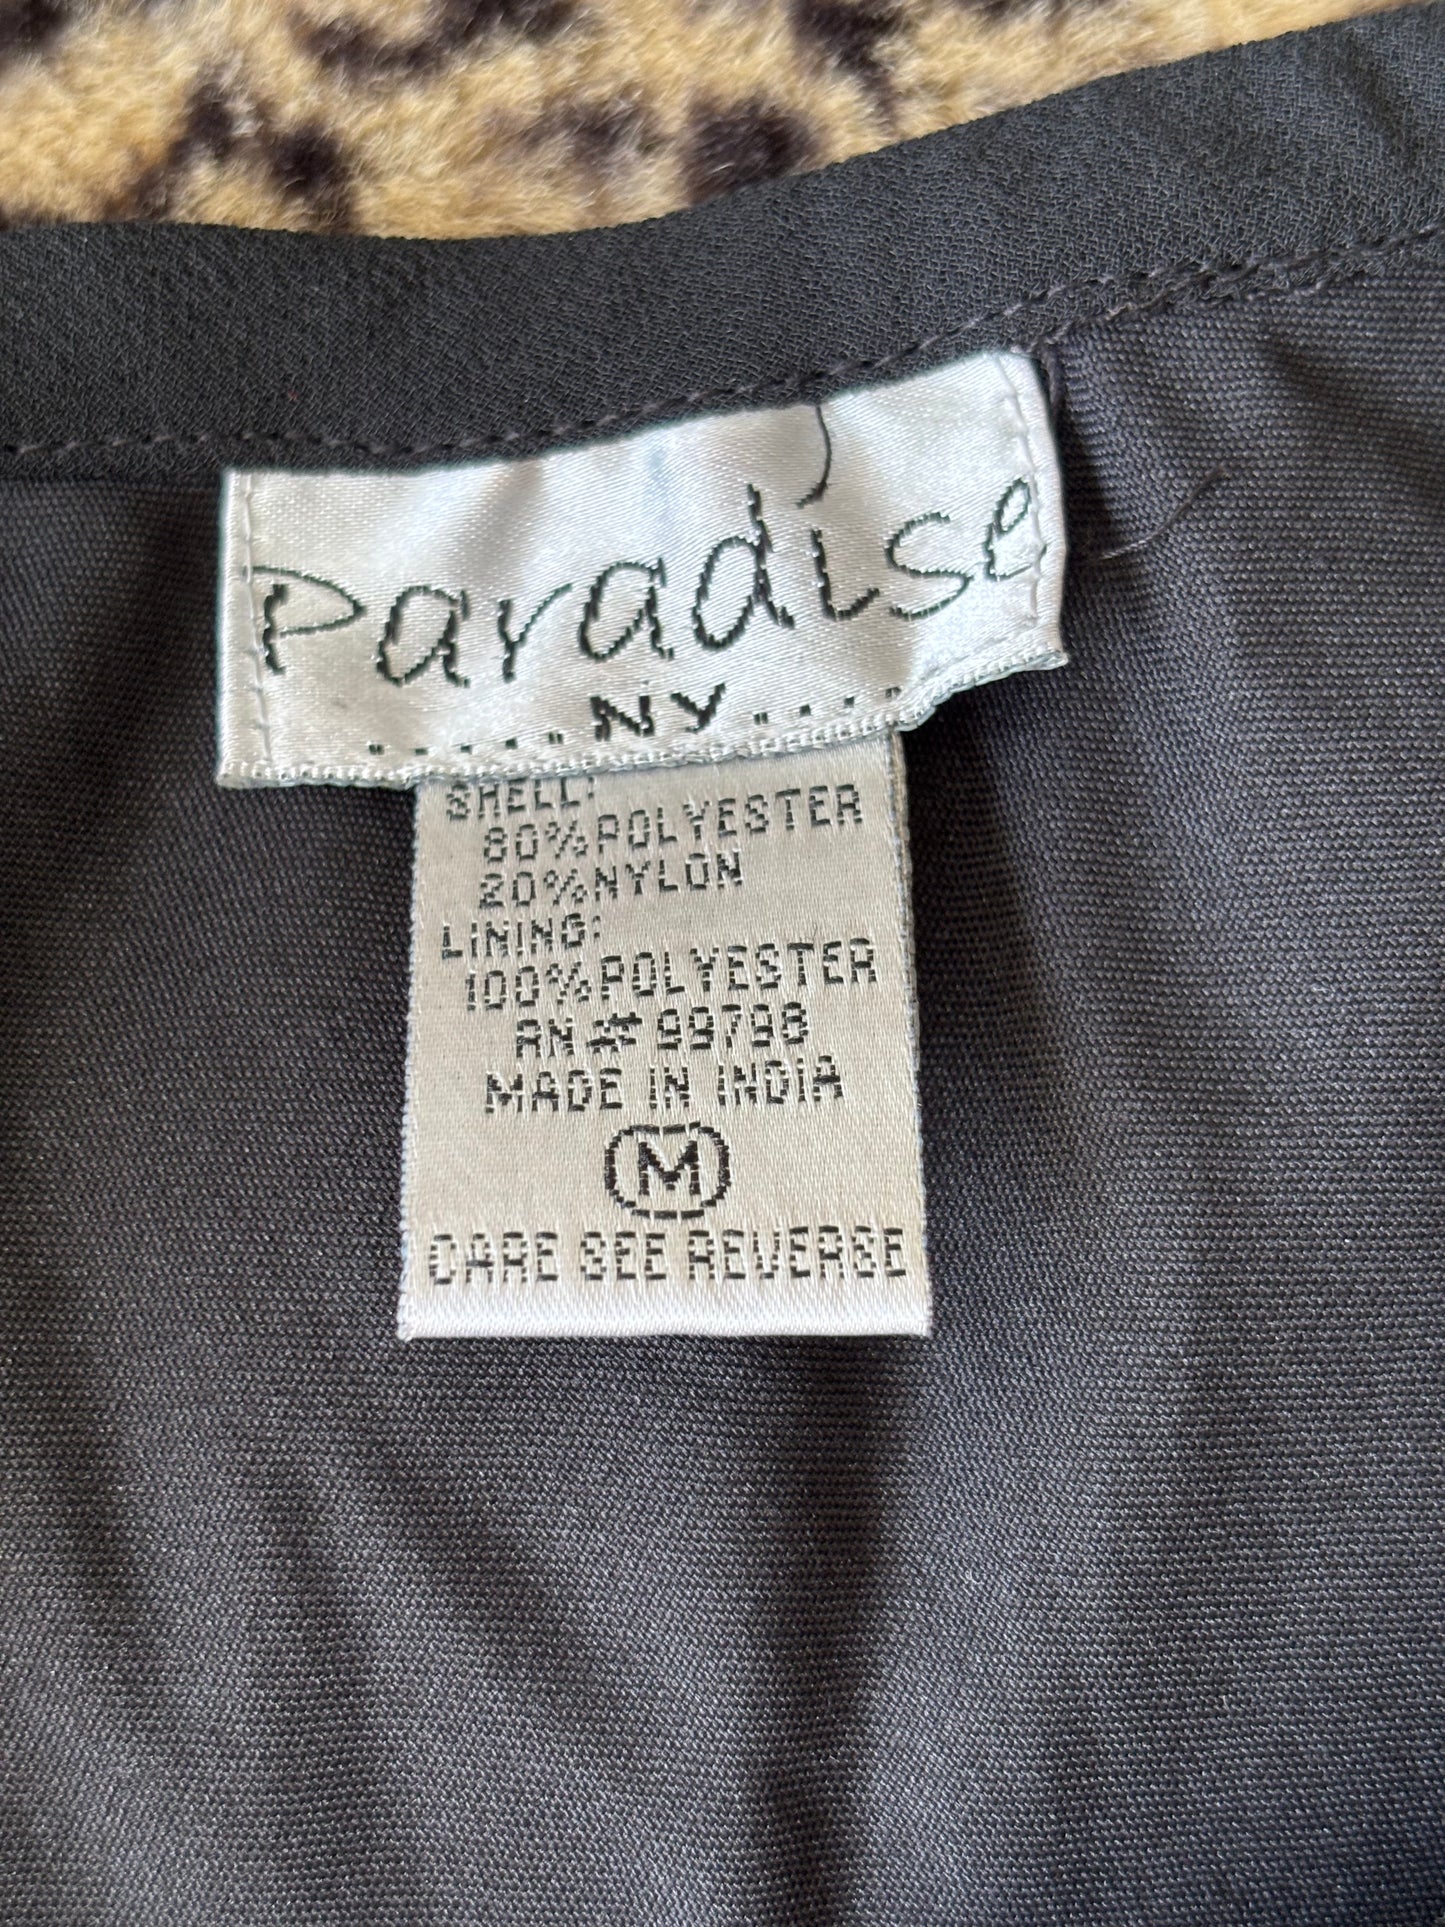 Paradise
.....NY....
SHELL:
80%POLYESTER
20%NYLON
LINING:
100%POLYESTER
RN # 99798
MADE IN INDIA
M
CARE SEE REVERSE